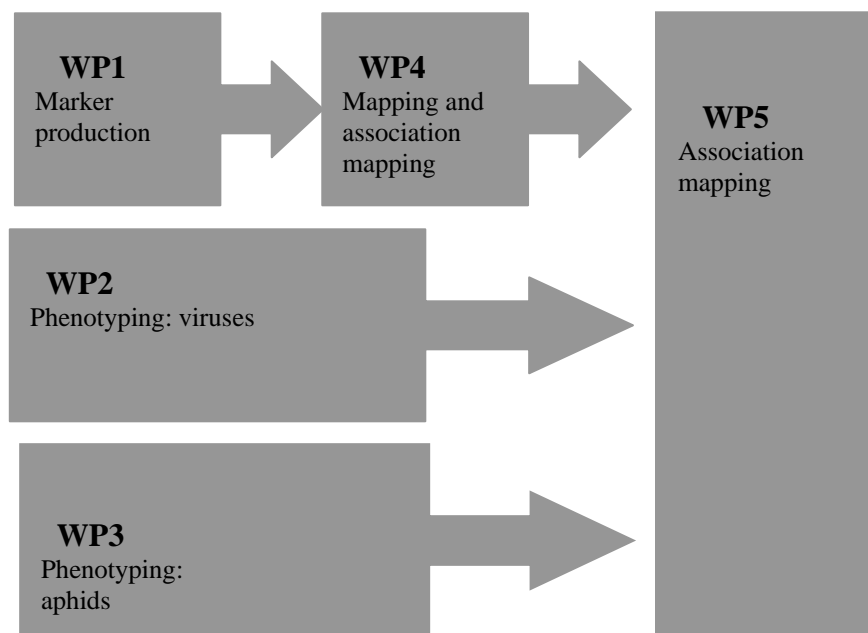 WP1
Marker
production
WP4
Mapping and
association
mapping
WP5
Association
mapping
WP2
Phenotyping: viruses
WP3
Phenotyping:
aphids